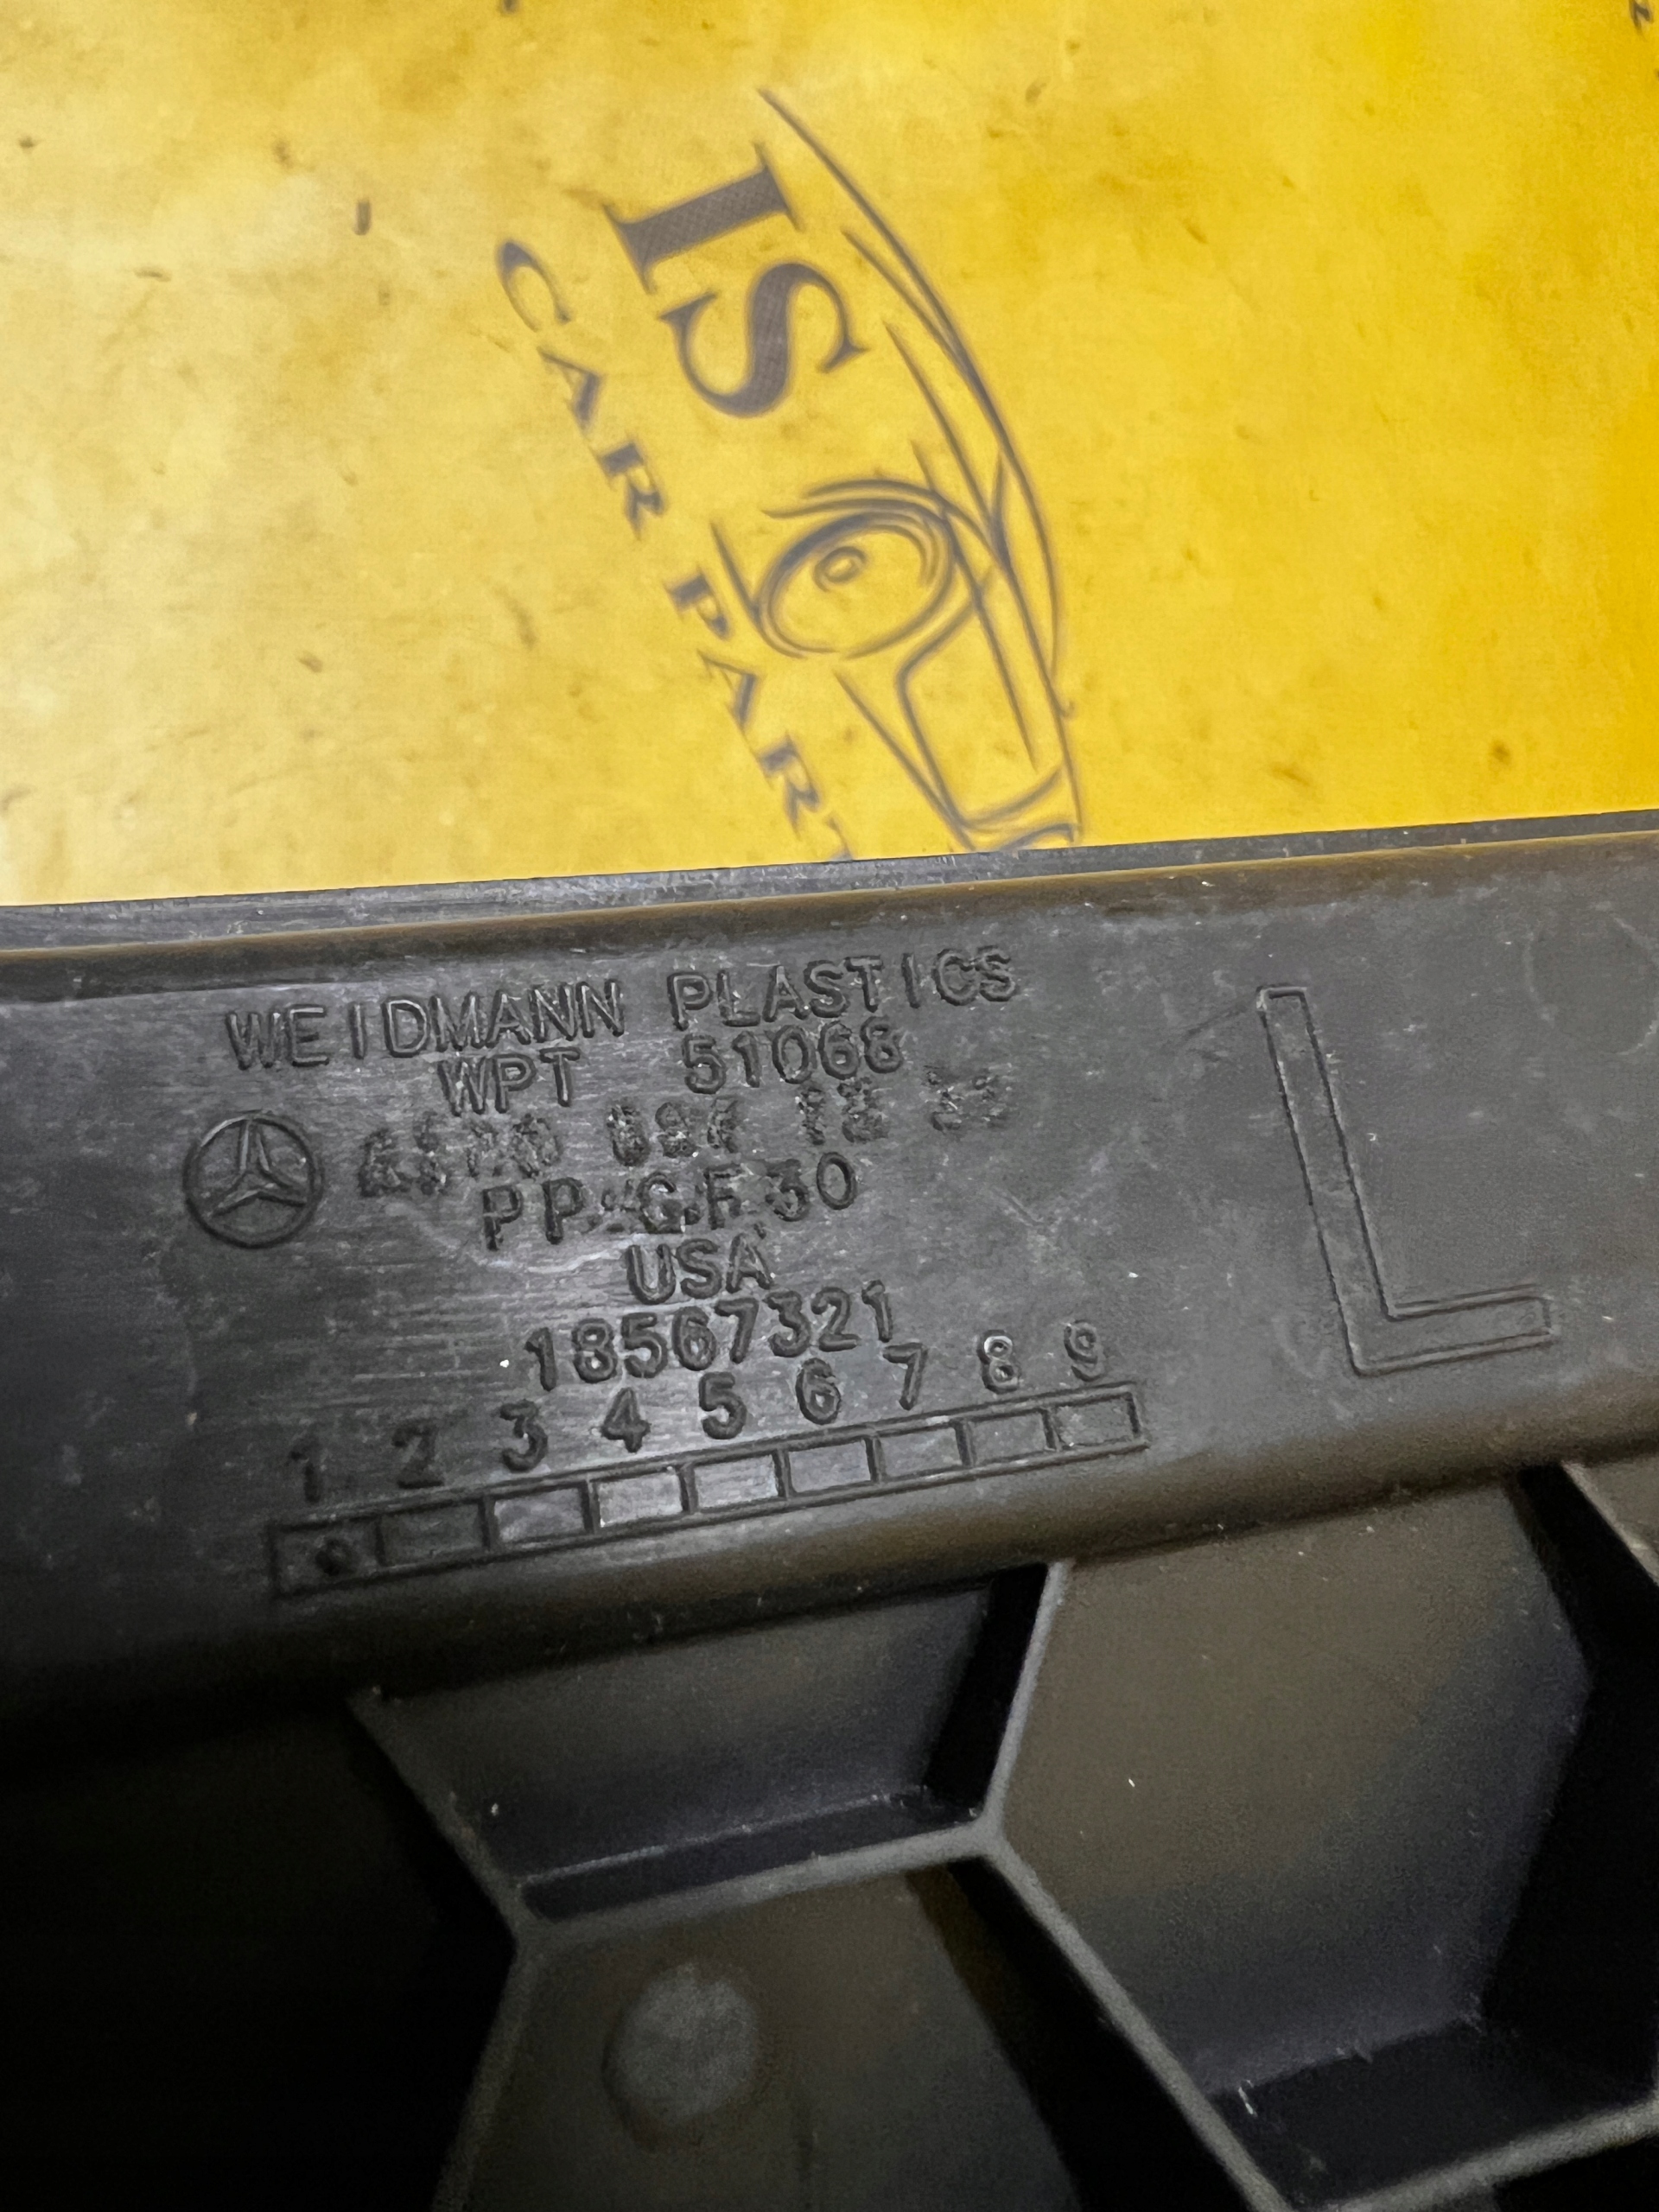 IS
CAR PART
WEIDMANN PLASTICS
WPT 51068
PP GF30
USA
18567321
1 2 3 4 5 6 7 8 9
L